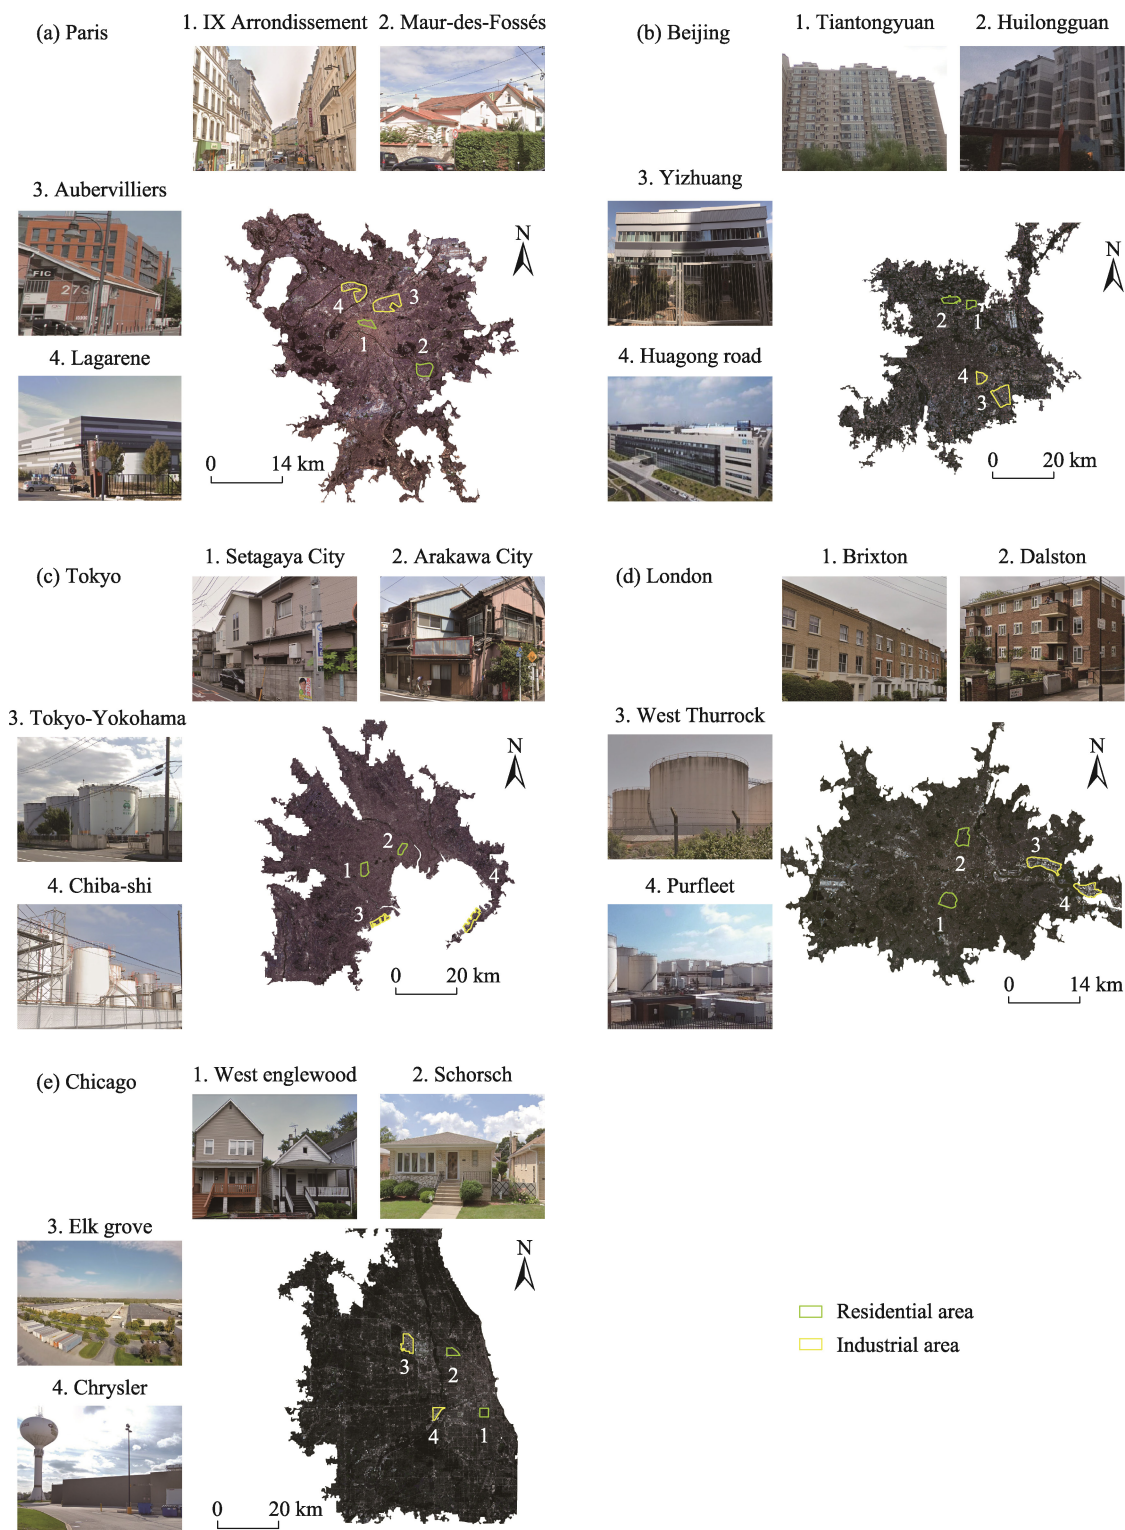 (a) Paris
1. IX Arrondissement
2. Maur-des-Fossés
3. Aubervilliers
FIC
273
4. Lagarene
N
4
3
1
2
0 14 km
(b) Beijing
1. Tiantongyuan
2. Huilongguan
3. Yizhuang
4. Huagong road
N
2
1
4
3
0 20 km
(c) Tokyo
1. Setagaya City
2. Arakawa City
3. Tokyo-Yokohama
4. Chiba-shi
N
2
1
4
3
0 20 km
(d) London
1. Brixton
2. Dalston
3. West Thurrock
4. Purfleet
N
3
2
4
1
0 14 km
(e) Chicago
1. West englewood
2. Schorsch
3. Elk grove
4. Chrysler
N
3
2
4
1
0 20 km
Residential area
Industrial area